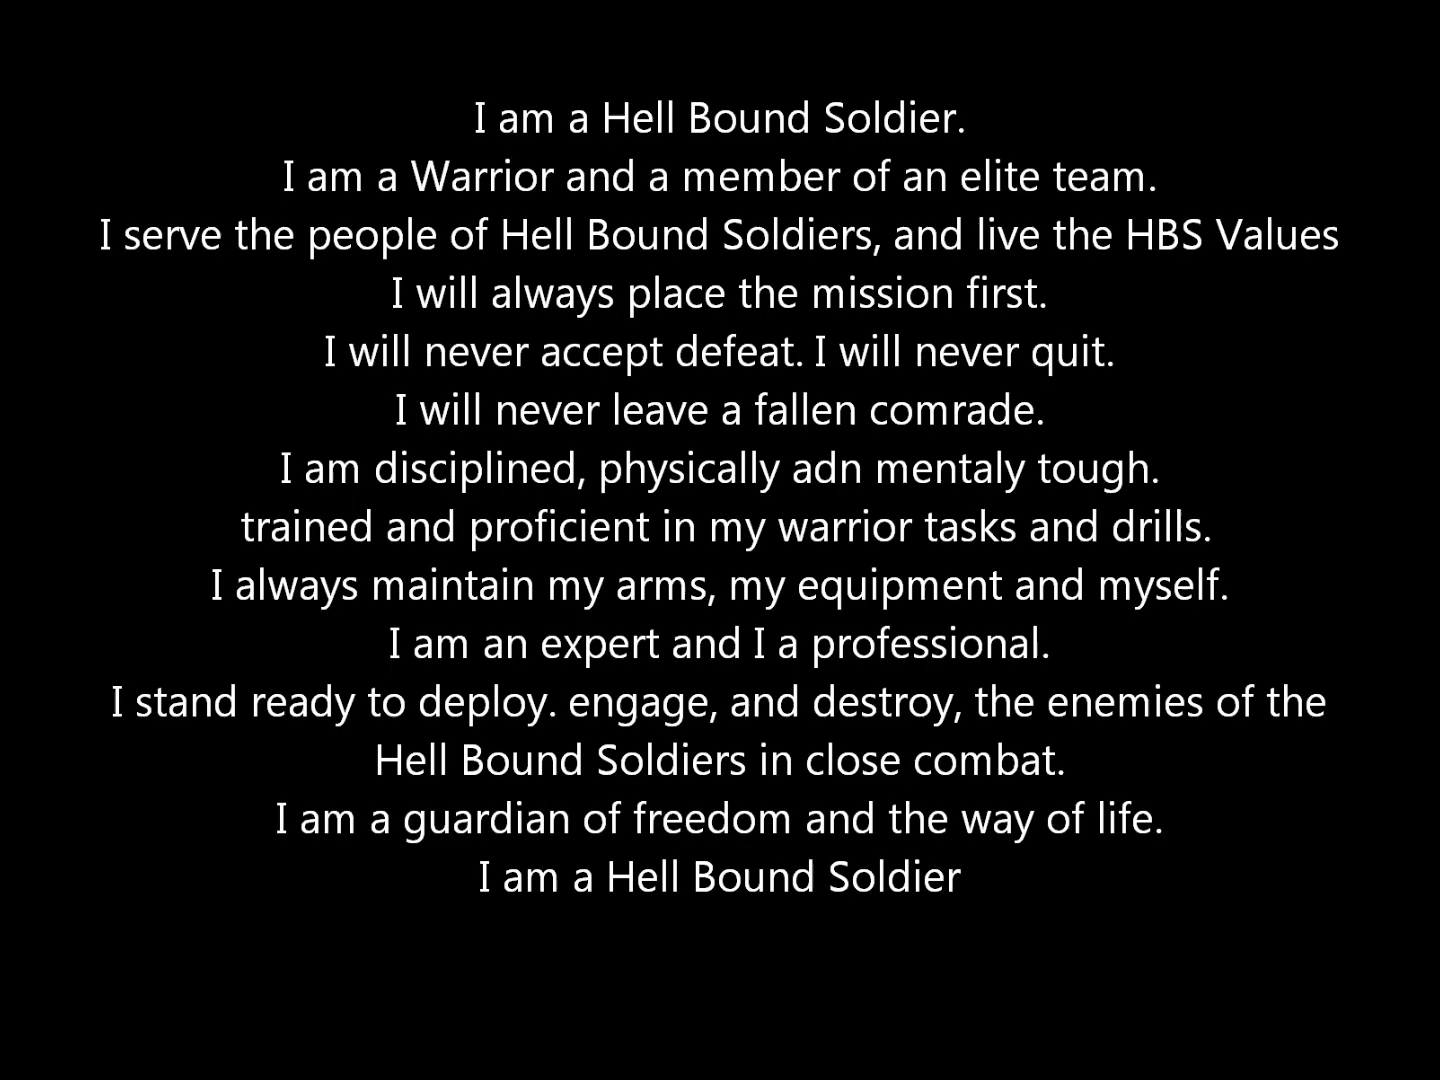 I am a Hell Bound Soldier.
I am a Warrior and a member of an elite team.
I serve the people of Hell Bound Soldiers, and live the HBS Values
I will always place the mission first.
I will never accept defeat. I will never quit.
I will never leave a fallen comrade.
I am disciplined, physically adn mentaly tough.
trained and proficient in my warrior tasks and drills.
I always maintain my arms, my equipment and myself.
I am an expert and I a professional.
I stand ready to deploy. engage, and destroy, the enemies of the
Hell Bound Soldiers in close combat.
I am a guardian of freedom and the way of life.
I am a Hell Bound Soldier